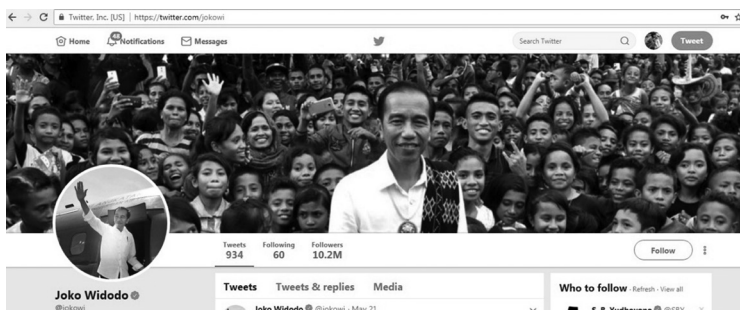 Twitter, Inc. [US] | https://twitter.com/jokowi
Home 48 Notifications Messages Search Twitter Tweet
Tweets Following Followers
934 60 10.2M Follow
Tweets Tweets & replies Media Who to follow · Refresh · View all
Joko Widodo
@jokowi
Joko Widodo @jokowi · May 21
S. B. Yudhoyono @SBY